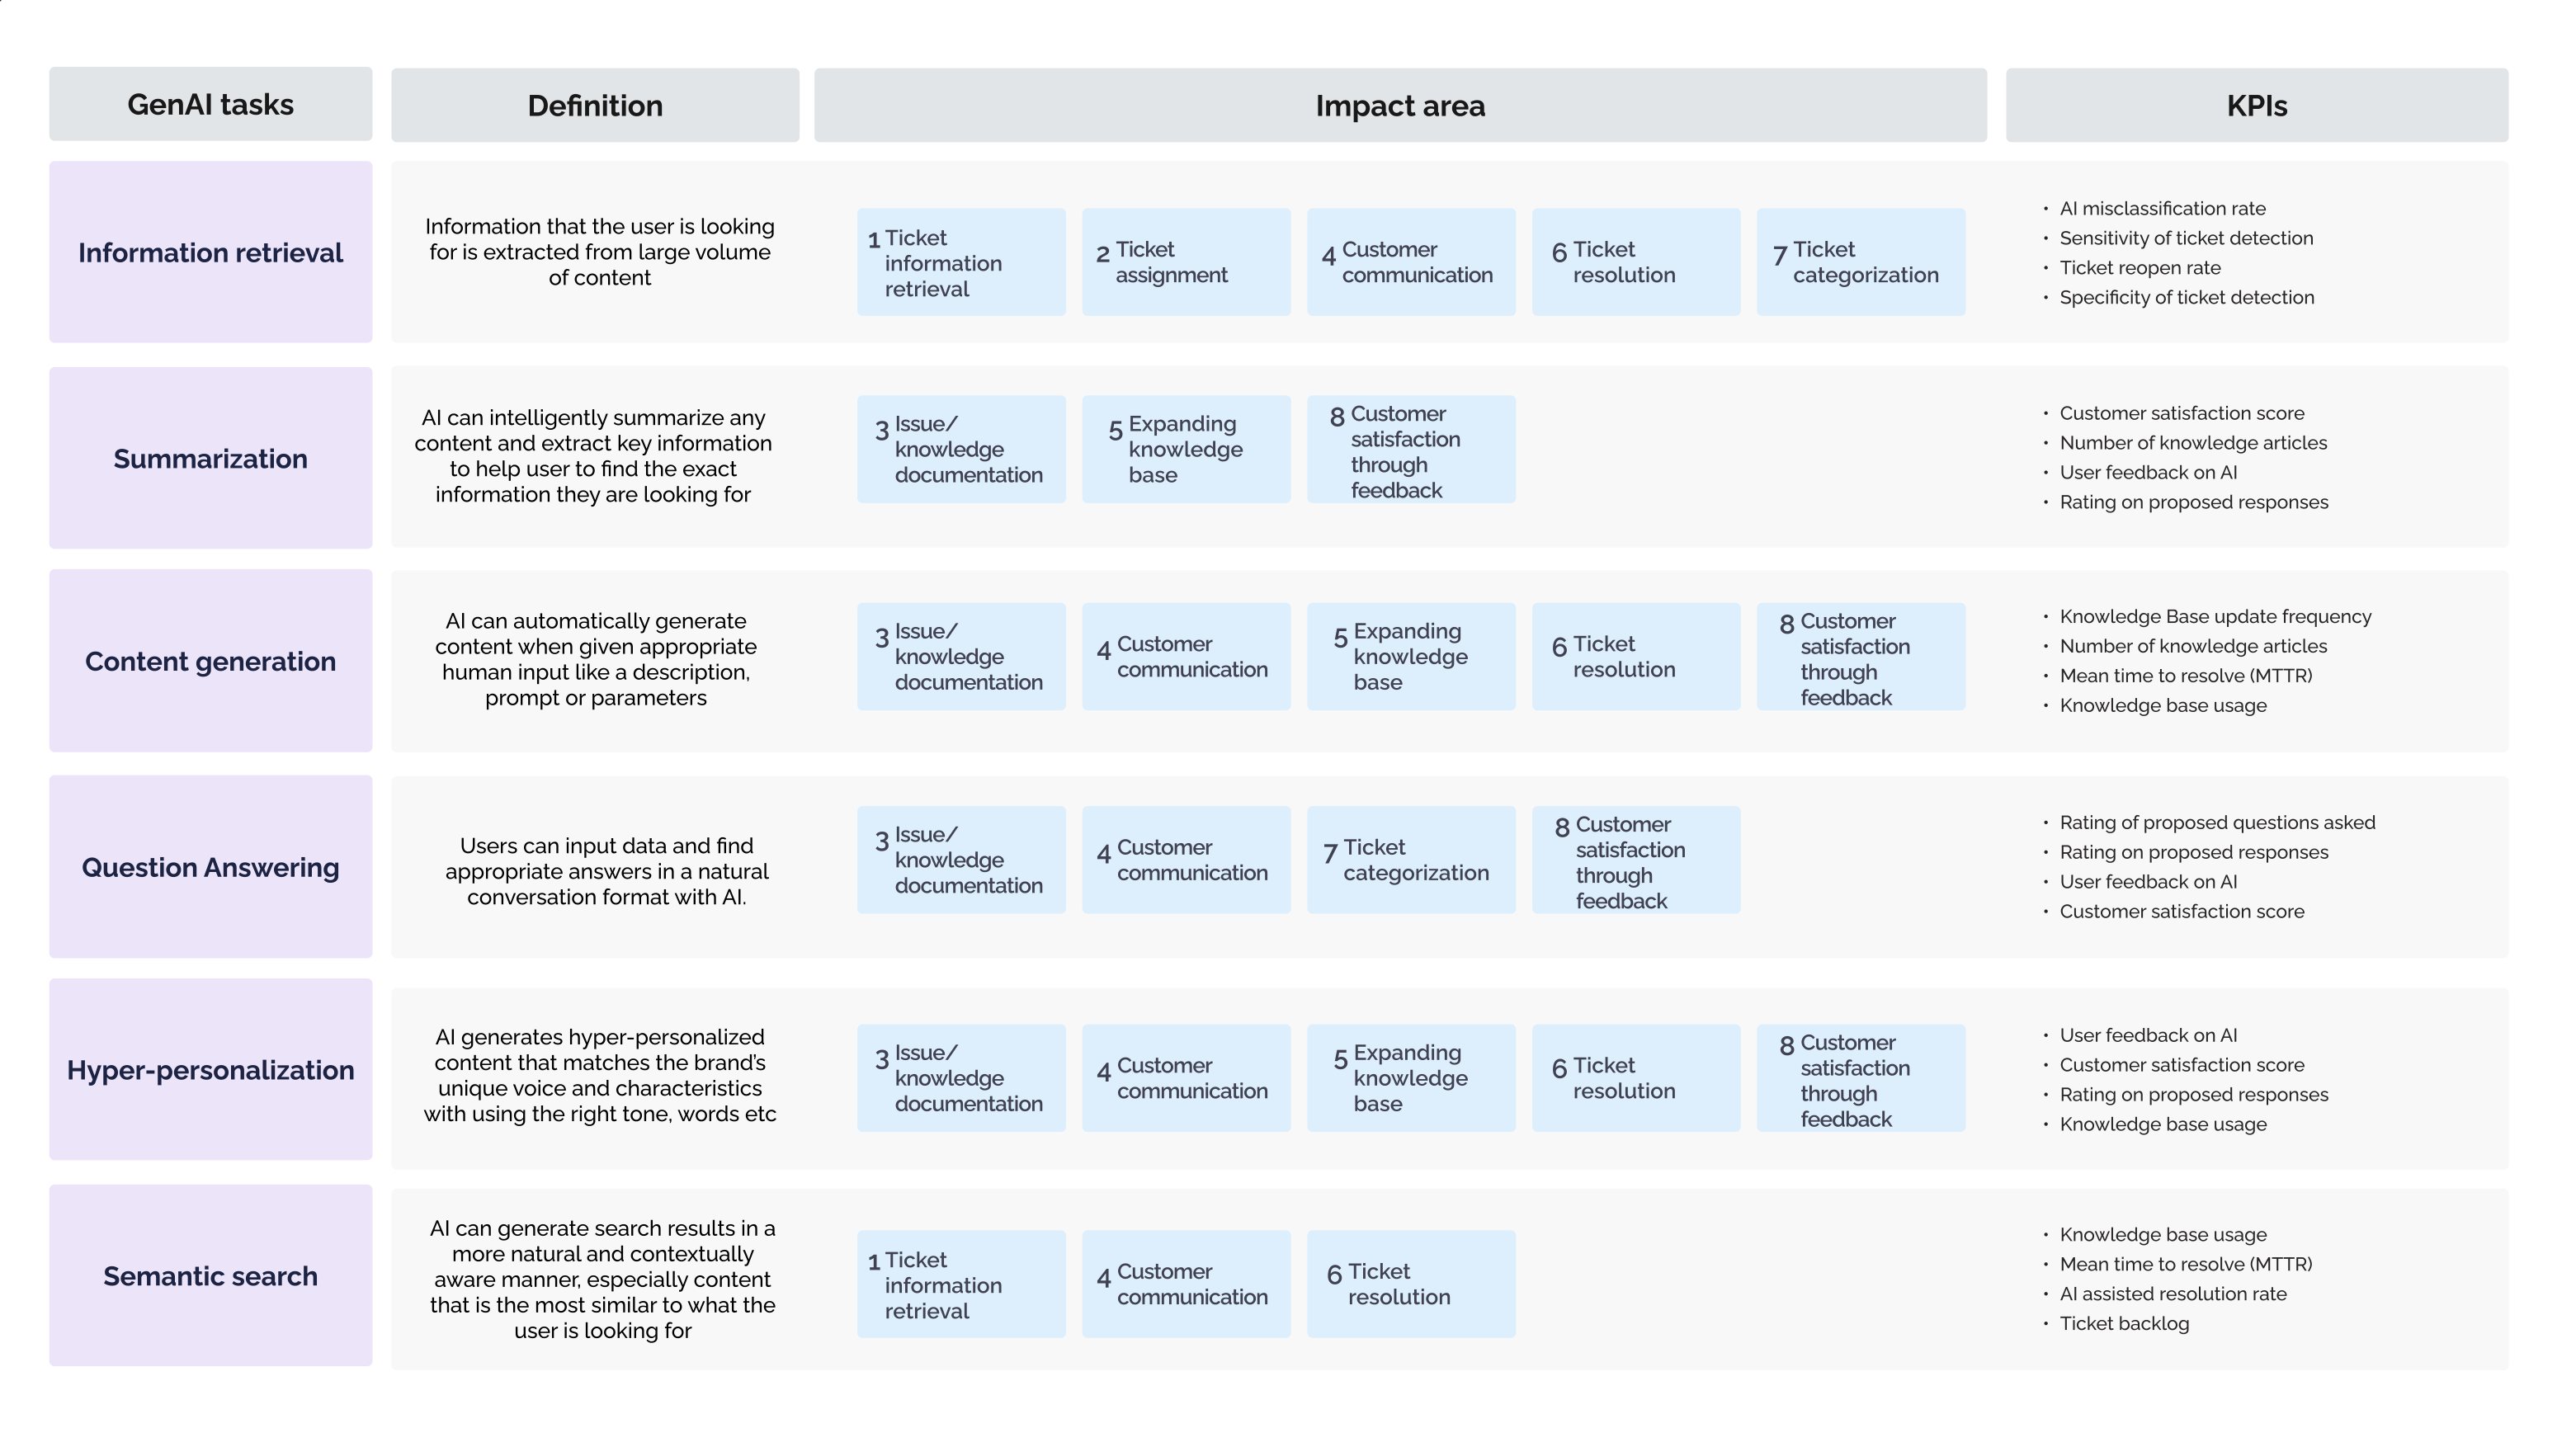 GenAI tasks
Definition
Impact area
KPIs
Information retrieval
Information that the user is looking
for is extracted from large volume
of content
1 Ticket
information
retrieval
2 Ticket
assignment
4 Customer
communication
6 Ticket
resolution
7 Ticket
categorization
• AI misclassification rate
• Sensitivity of ticket detection
• Ticket reopen rate
• Specificity of ticket detection
Summarization
AI can intelligently summarize any
content and extract key information
to help user to find the exact
information they are looking for
3 Issue/
knowledge
documentation
5 Expanding
knowledge
base
8 Customer
satisfaction
through
feedback
• Customer satisfaction score
• Number of knowledge articles
• User feedback on AI
• Rating on proposed responses
Content generation
AI can automatically generate
content when given appropriate
human input like a description,
prompt or parameters
3 Issue/
knowledge
documentation
4 Customer
communication
5 Expanding
knowledge
base
6 Ticket
resolution
8 Customer
satisfaction
through
feedback
• Knowledge Base update frequency
• Number of knowledge articles
• Mean time to resolve (MTTR)
• Knowledge base usage
Question Answering
Users can input data and find
appropriate answers in a natural
conversation format with AI.
3 Issue/
knowledge
documentation
4 Customer
communication
7 Ticket
categorization
8 Customer
satisfaction
through
feedback
• Rating of proposed questions asked
• Rating on proposed responses
• User feedback on AI
• Customer satisfaction score
Hyper-personalization
AI generates hyper-personalized
content that matches the brand's
unique voice and characteristics
with using the right tone, words etc
3 Issue/
knowledge
documentation
4 Customer
communication
5 Expanding
knowledge
base
6 Ticket
resolution
8 Customer
satisfaction
through
feedback
• User feedback on AI
• Customer satisfaction score
• Rating on proposed responses
• Knowledge base usage
Semantic search
AI can generate search results in a
more natural and contextually
aware manner, especially content
that is the most similar to what the
user is looking for
1 Ticket
information
retrieval
4 Customer
communication
6 Ticket
resolution
• Knowledge base usage
• Mean time to resolve (MTTR)
• AI assisted resolution rate
• Ticket backlog